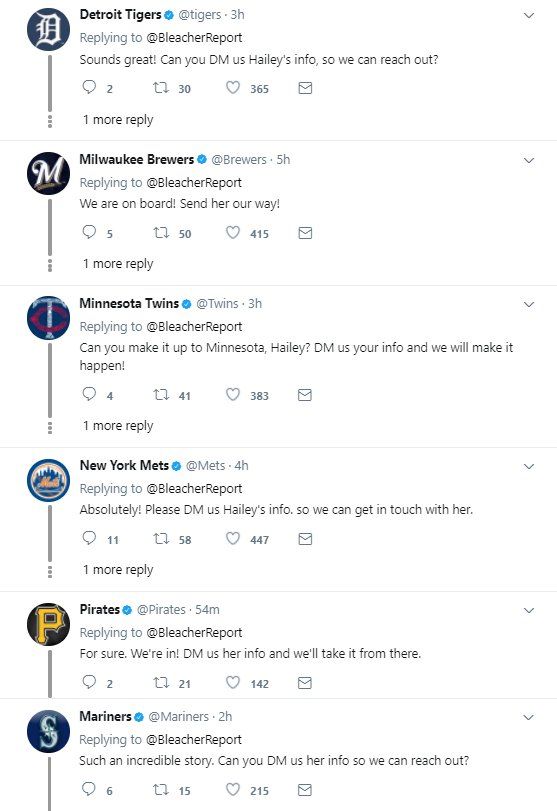 Detroit Tigers @tigers · 3h
Replying to @BleacherReport
Sounds great! Can you DM us Hailey's info, so we can reach out?
2 30 365
1 more reply
Milwaukee Brewers @Brewers · 5h
Replying to @BleacherReport
We are on board! Send her our way!
5 50 415
1 more reply
Minnesota Twins @Twins · 3h
Replying to @BleacherReport
Can you make it up to Minnesota, Hailey? DM us your info and we will make it
happen!
4 41 383
1 more reply
New York Mets @Mets · 4h
Replying to @BleacherReport
Absolutely! Please DM us Hailey's info. so we can get in touch with her.
11 58 447
1 more reply
Pirates @Pirates · 54m
Replying to @BleacherReport
For sure. We're in! DM us her info and we'll take it from there.
2 21 142
Mariners @Mariners · 2h
Replying to @BleacherReport
Such an incredible story. Can you DM us her info so we can reach out?
6 15 215